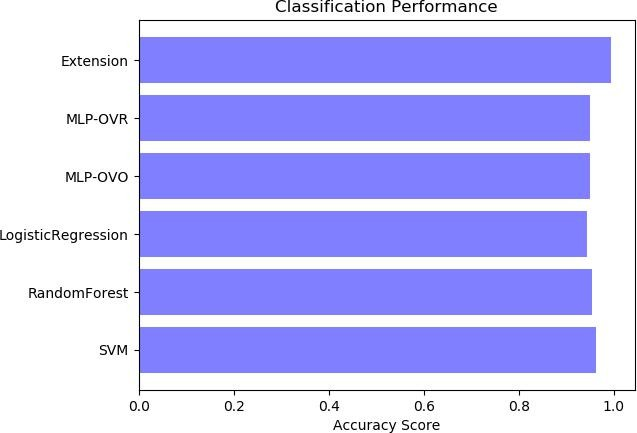 Classification Performance
Extension
MLP-OVR
MLP-OVO
LogisticRegression
RandomForest
SVM
0.0 0.2 0.4 0.6 0.8 1.0
Accuracy Score